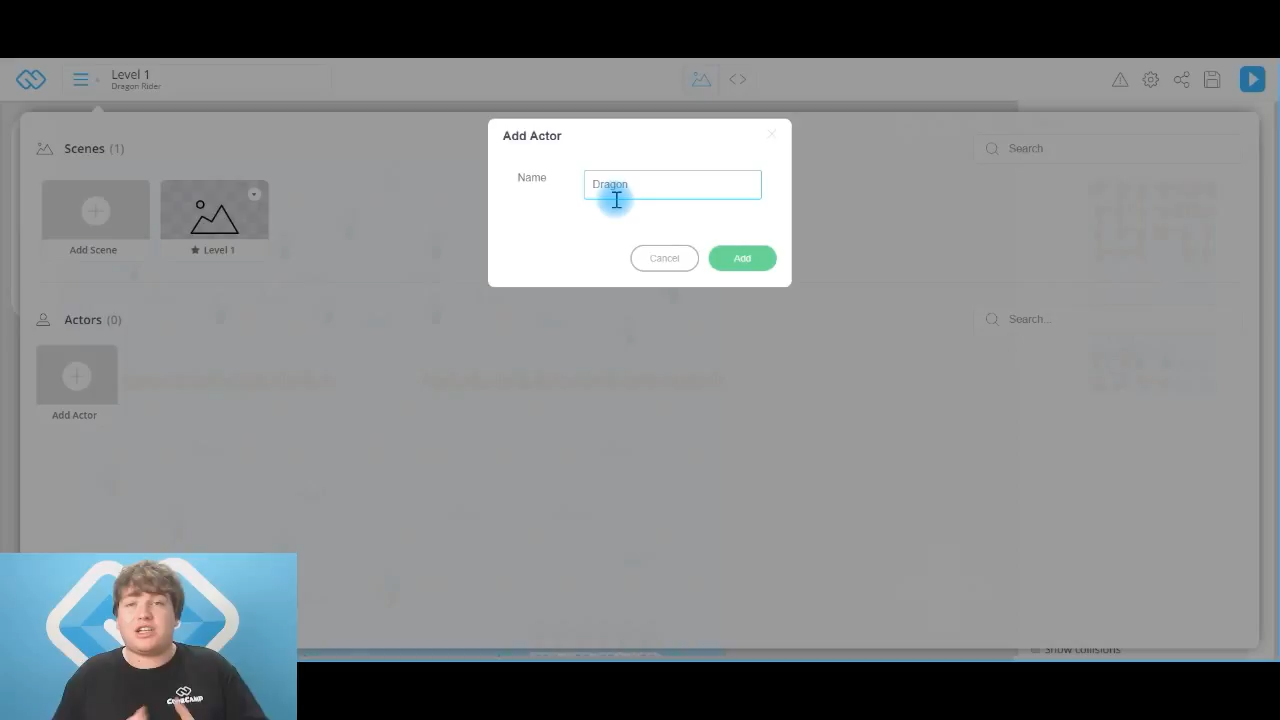 Level 1
Dragon Rider
Add Actor
Name
Dragon
Cancel
Add
Scenes (1)
Search
Add Scene
★ Level 1
Actors (0)
Search...
Add Actor
Show collisions
CODECAMP